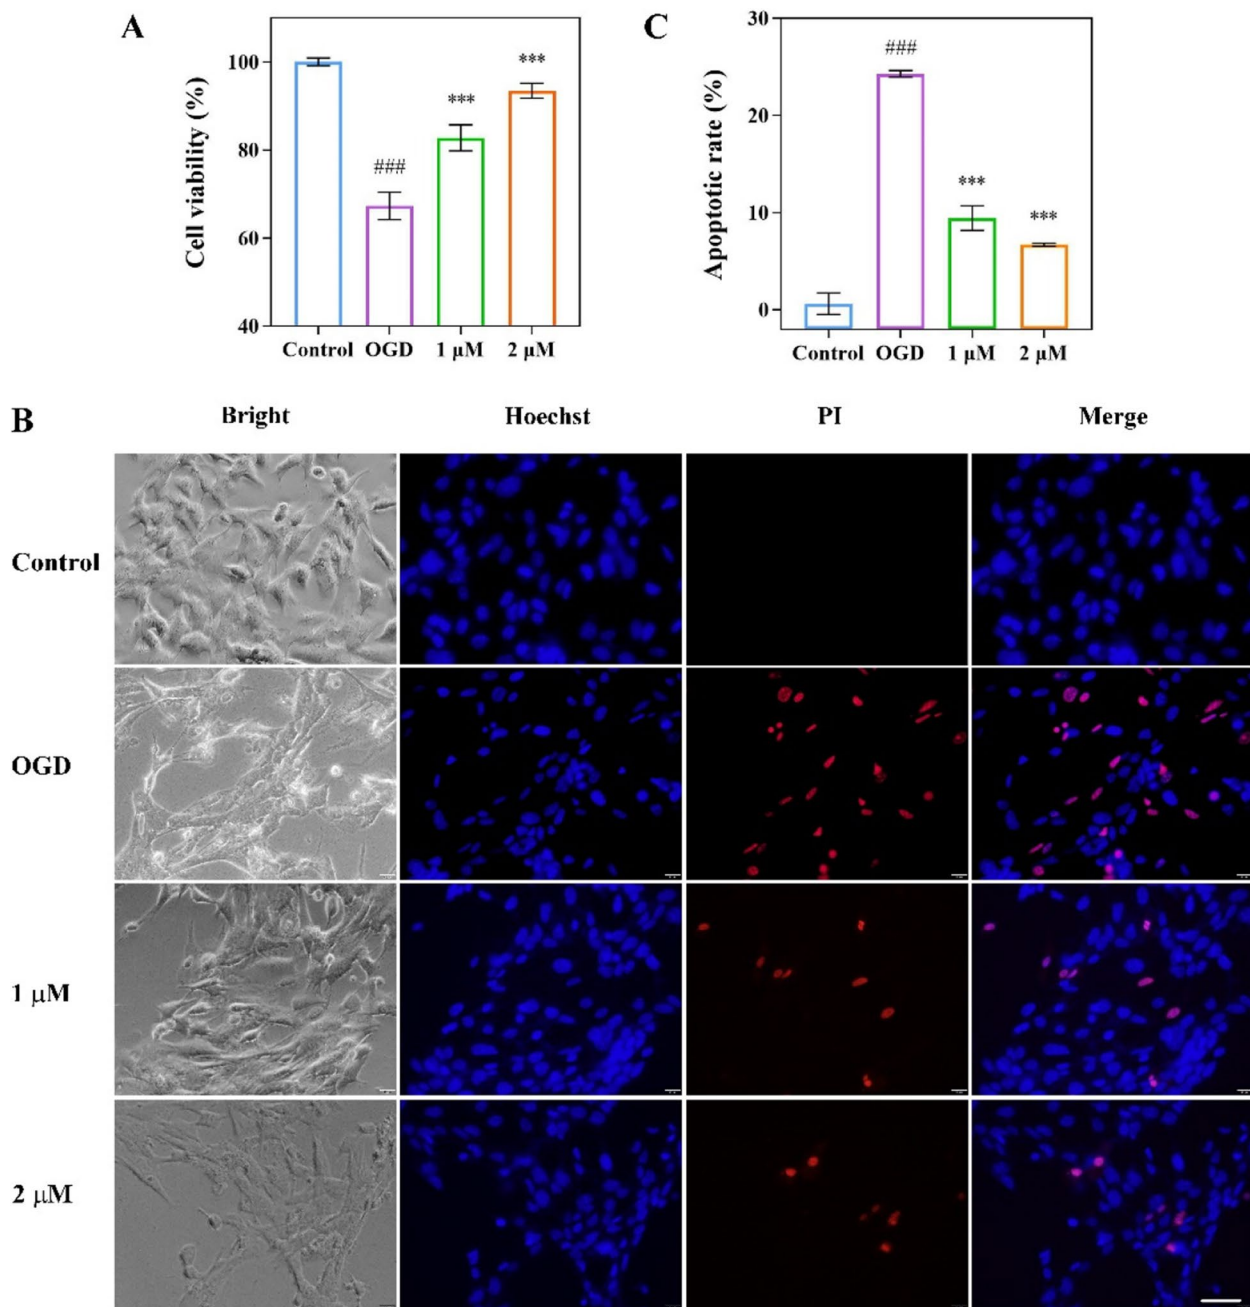 A
Cell viability (%)
100
80
60
40
###
***
***
Control OGD 1 μM 2 μM
C
Apoptotic rate (%)
30
20
10
0
###
***
***
Control OGD 1 μM 2 μM
B
Bright Hoechst PI Merge
Control
OGD
1 μM
2 μM